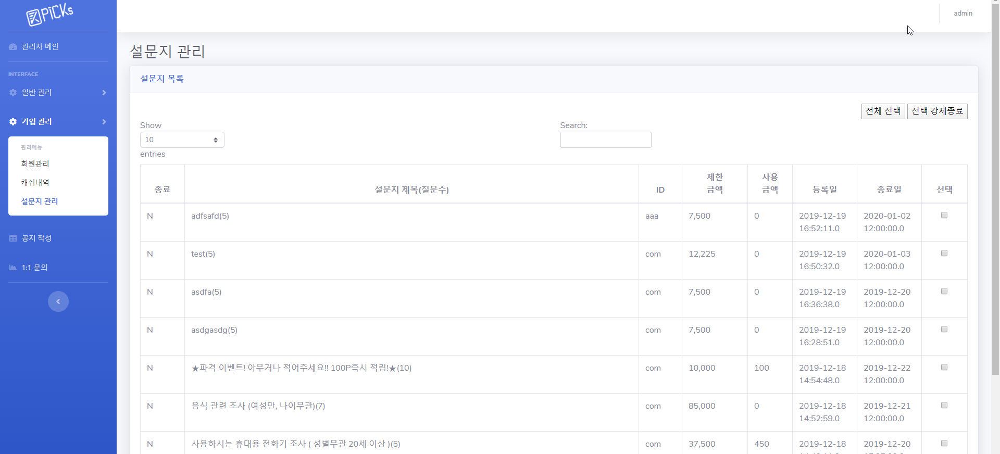 PiCKs
admin
관리자 메인
INTERFACE
일반 관리
기업 관리
관리메뉴
회원관리
캐쉬내역
설문지 관리
공지 작성
1:1 문의
설문지 관리
설문지 목록
전체 선택 선택 강제종료
Show
10
entries
Search:
종료 설문지 제목(질문수) ID 제한 금액 사용 금액 등록일 종료일 선택
N adfsafd(5) aaa 7,500 0 2019-12-19 2020-01-02
16:52:11.0 12:00:00.0
N test(5) com 12,225 0 2019-12-19 2020-01-03
16:50:32.0 12:00:00.0
N asdfa(5) com 7,500 0 2019-12-19 2019-12-20
16:36:38.0 12:00:00.0
N asdgasdg(5) com 7,500 0 2019-12-19 2019-12-20
16:28:51.0 12:00:00.0
N ★파격 이벤트! 아무거나 적어주세요!! 100P즉시 적립!★(10) com 10,000 100 2019-12-18 2019-12-22
14:54:48.0 12:00:00.0
N 음식 관련 조사 (여성만, 나이무관)(7) com 85,000 0 2019-12-18 2019-12-21
14:52:59.0 12:00:00.0
N 사용하시는 휴대용 전화기 조사 ( 성별무관 20세 이상 )(5) com 37,500 450 2019-12-18 2019-12-20